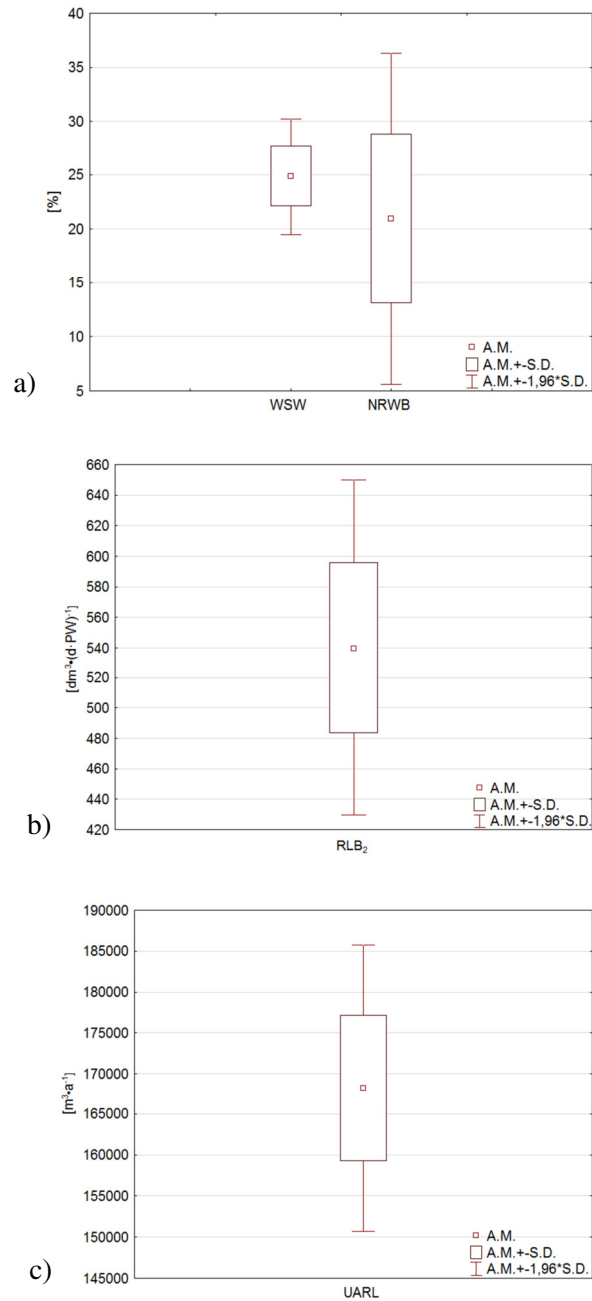 40
35
30
25
20
15
10
5
[%]
WSW NRWB
A.M.
A.M.+-S.D.
A.M.+-1,96*S.D.
a)
660
640
620
600
580
560
540
520
500
480
460
440
420
[dm³•(d·PW)⁻¹]
RLB₂
A.M.
A.M.+-S.D.
A.M.+-1,96*S.D.
b)
190000
185000
180000
175000
170000
165000
160000
155000
150000
145000
[m³•a⁻¹]
UARL
A.M.
A.M.+-S.D.
A.M.+-1,96*S.D.
c)